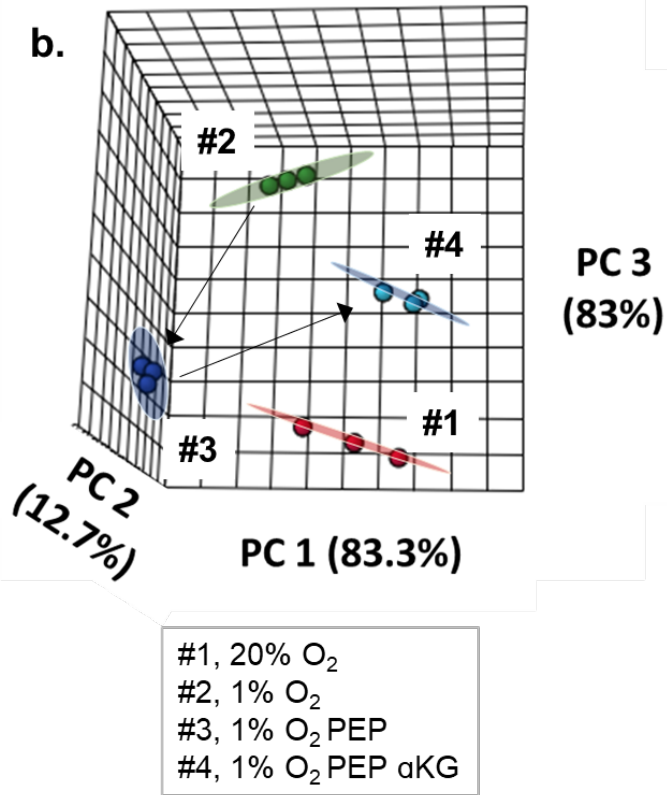 b.
#2
#4
PC 3
(83%)
#1
#3
PC 2
(12.7%)
PC 1 (83.3%)
#1, 20% O₂
#2, 1% O₂
#3, 1% O₂ PEP
#4, 1% O₂ PEP αKG